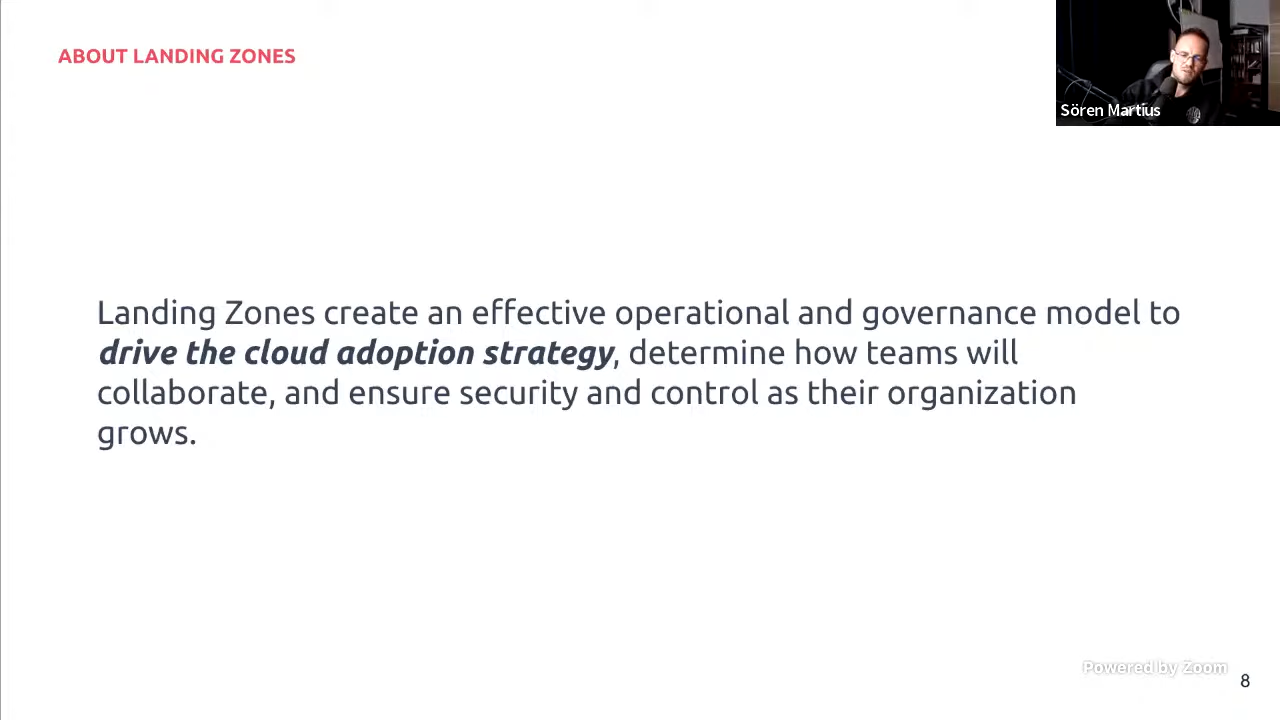 ABOUT LANDING ZONES
Sören Martius
Landing Zones create an effective operational and governance model to
drive the cloud adoption strategy, determine how teams will
collaborate, and ensure security and control as their organization
grows.
Powered by Zoom
8